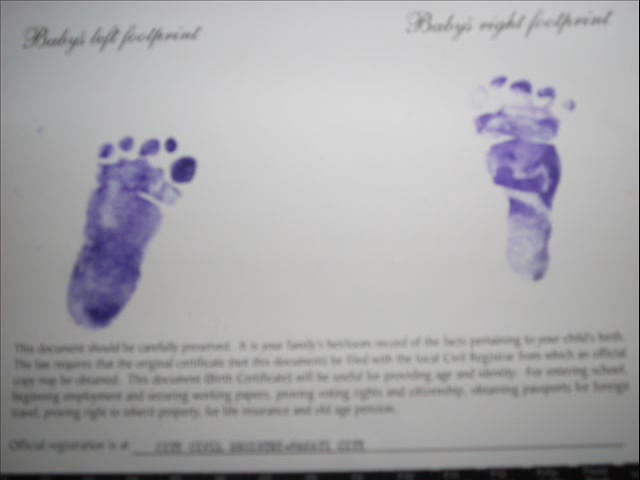 Baby's left footprint
Baby's right footprint
This document should be carefully preserved. It is your family's heirloom record of the facts pertaining to your child's birth.
The law requires that the original certificate (not this document) be filed with the local Civil Registrar from which an official
copy may be obtained. This document (Birth Certificate) will be useful for providing age and identity: For entering school,
beginning employment and securing working papers, proving voting rights and citizenship, obtaining passports for foreign
travel, proving right to inherit property, for life insurance and old age pension.
Official registration is at CITY CIVIL REGISTRY-MAKATI CITY